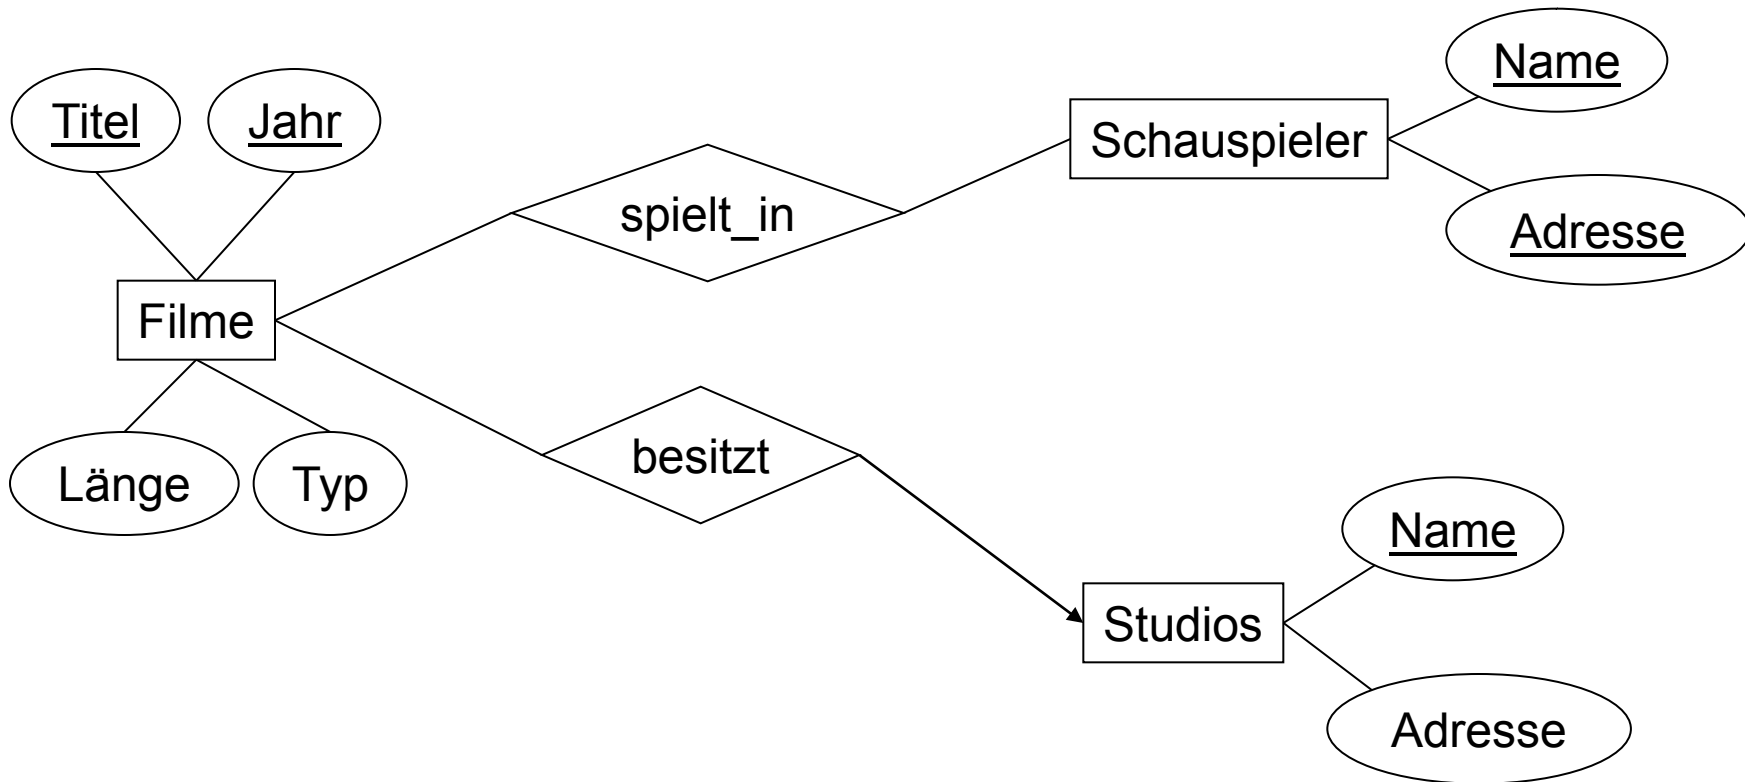 Titel
Jahr
Filme
Länge
Typ
spielt_in
besitzt
Schauspieler
Name
Adresse
Studios
Name
Adresse